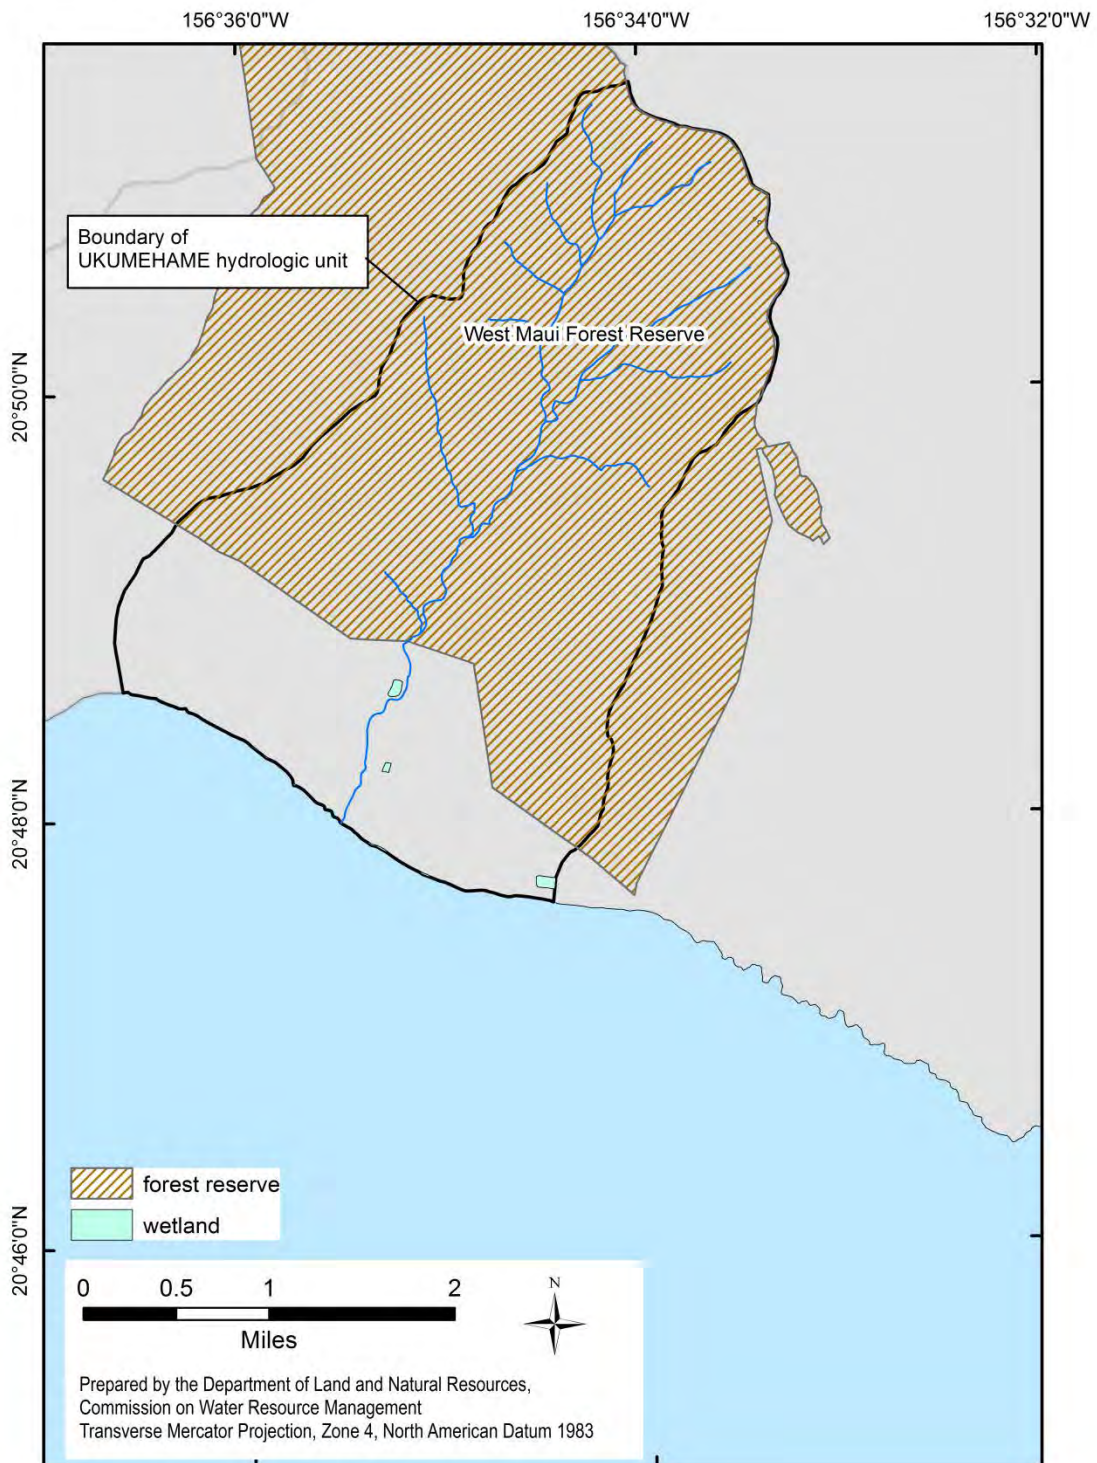 156°36'0"W
156°34'0"W
156°32'0"W
Boundary of
UKUMEHAME hydrologic unit
West Maui Forest Reserve
20°50'0"N
20°48'0"N
forest reserve
wetland
20°46'0"N
0 0.5 1 2
Miles
N
Prepared by the Department of Land and Natural Resources,
Commission on Water Resource Management
Transverse Mercator Projection, Zone 4, North American Datum 1983